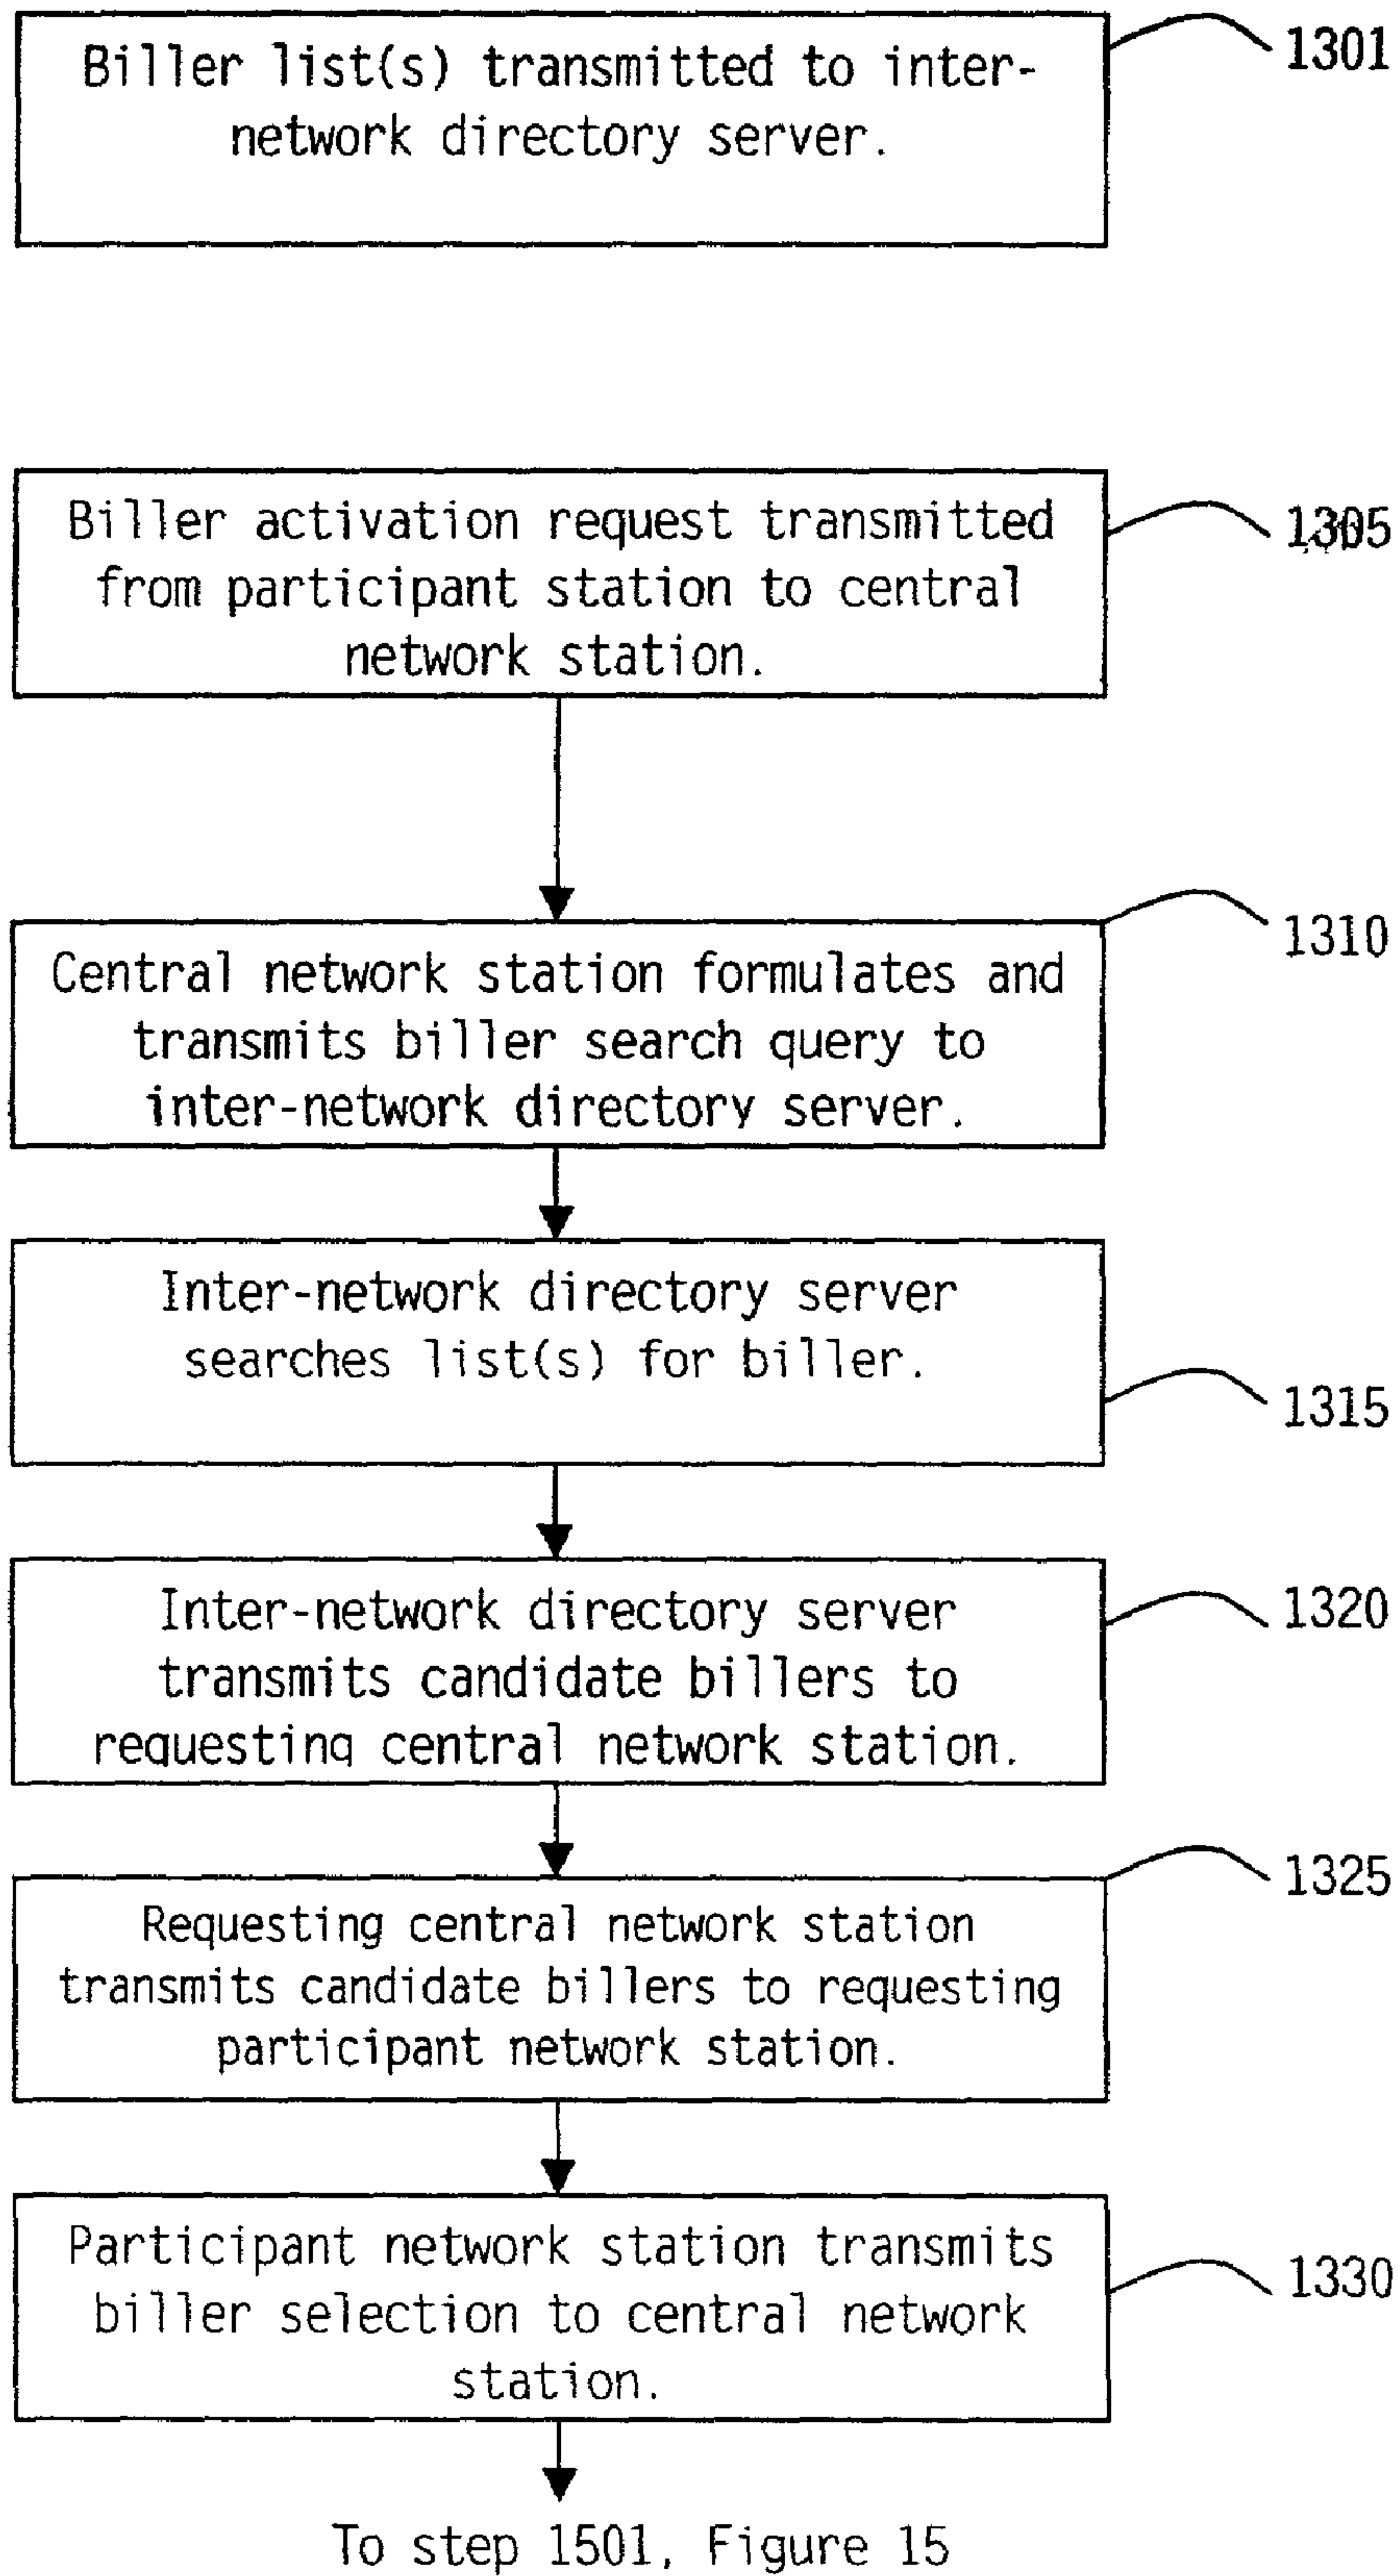 Biller list(s) transmitted to inter-
network directory server.
1301
Biller activation request transmitted
from participant station to central
network station.
1305
Central network station formulates and
transmits biller search query to
inter-network directory server.
1310
Inter-network directory server
searches list(s) for biller.
1315
Inter-network directory server
transmits candidate billers to
requesting central network station.
1320
Requesting central network station
transmits candidate billers to requesting
participant network station.
1325
Participant network station transmits
biller selection to central network
station.
1330
To step 1501, Figure 15